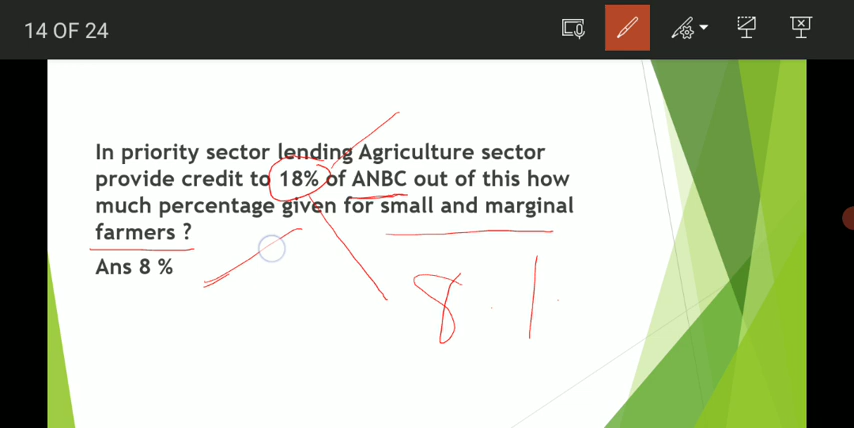 14 OF 24
In priority sector lending Agriculture sector
provide credit to 18% of ANBC out of this how
much percentage given for small and marginal
farmers ?
Ans 8 %
8 . 1 .